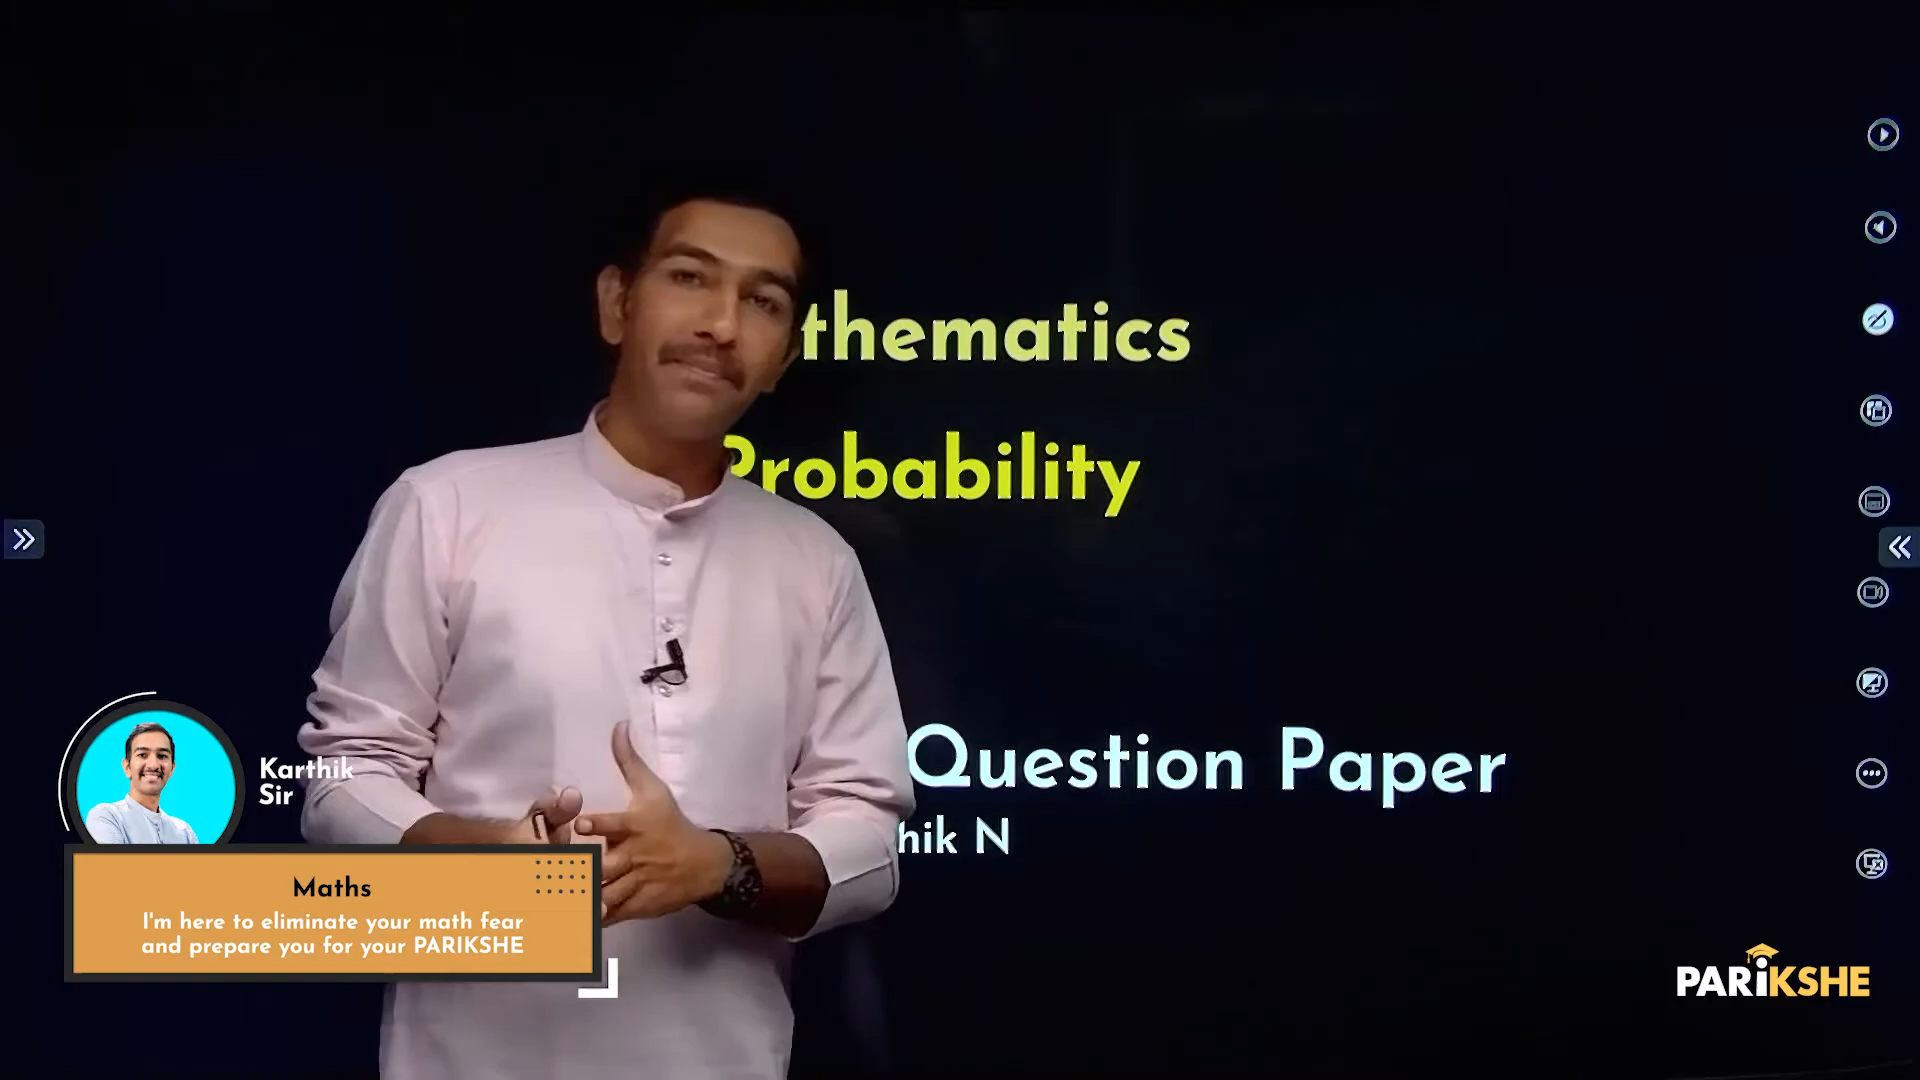 thematics
Probability
Question Paper
hik N
Karthik
Sir
Maths
I'm here to eliminate your math fear
and prepare you for your PARIKSHE
PARIKSHE